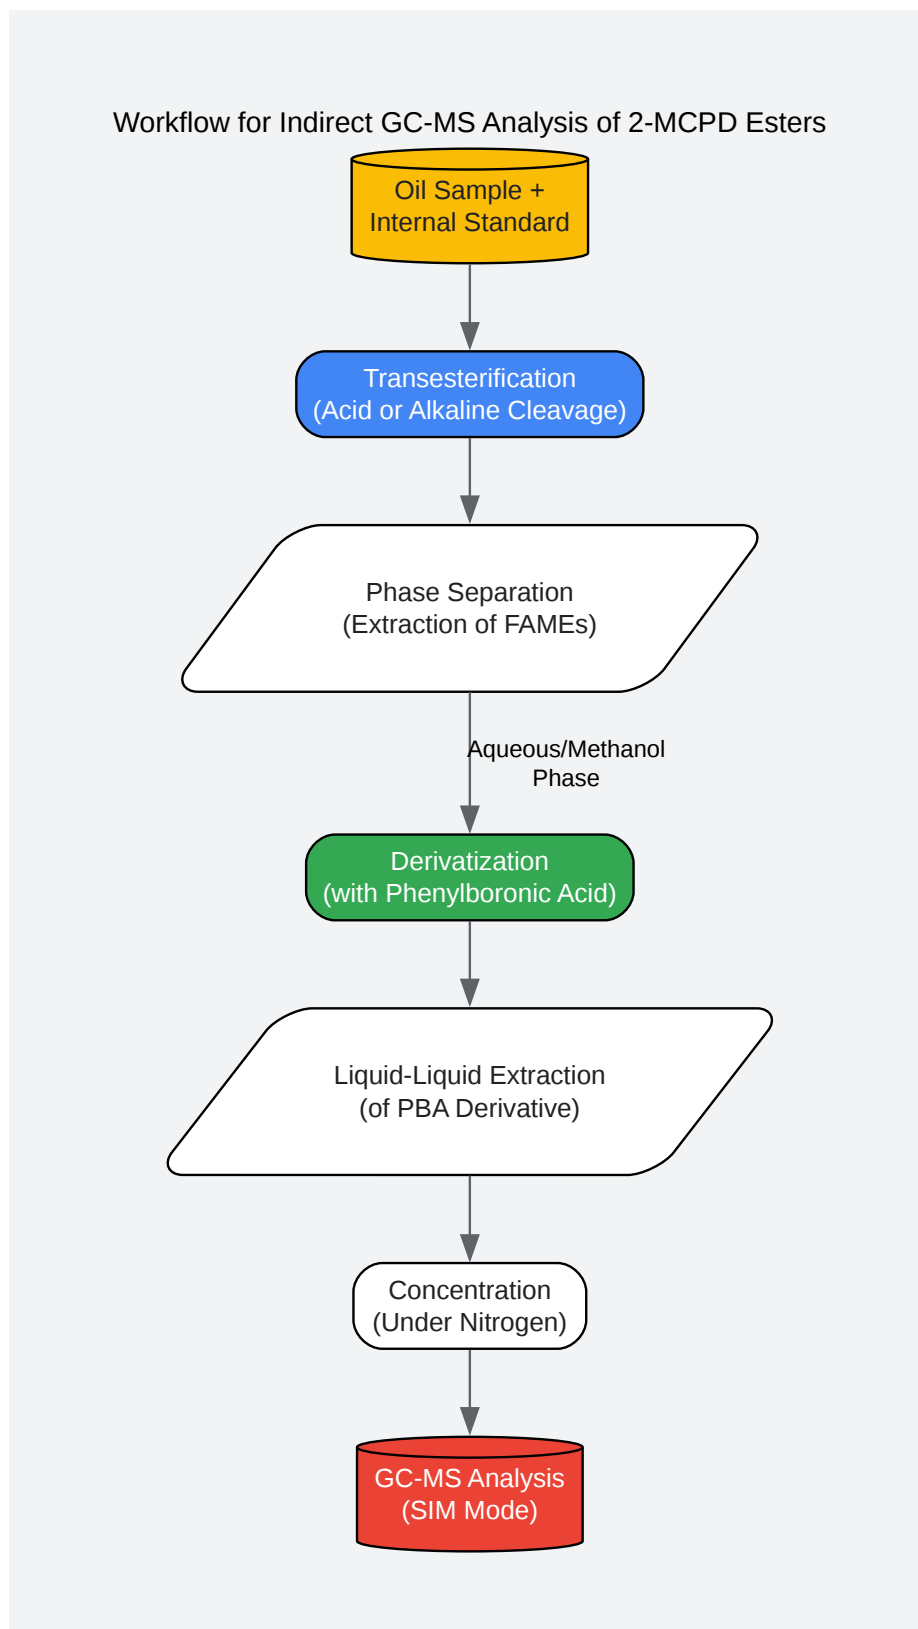 Workflow for Indirect GC-MS Analysis of 2-MCPD Esters
Oil Sample +
Internal Standard
Transesterification
(Acid or Alkaline Cleavage)
Phase Separation
(Extraction of FAMEs)
Aqueous/Methanol
Phase
Derivatization
(with Phenylboronic Acid)
Liquid-Liquid Extraction
(of PBA Derivative)
Concentration
(Under Nitrogen)
GC-MS Analysis
(SIM Mode)